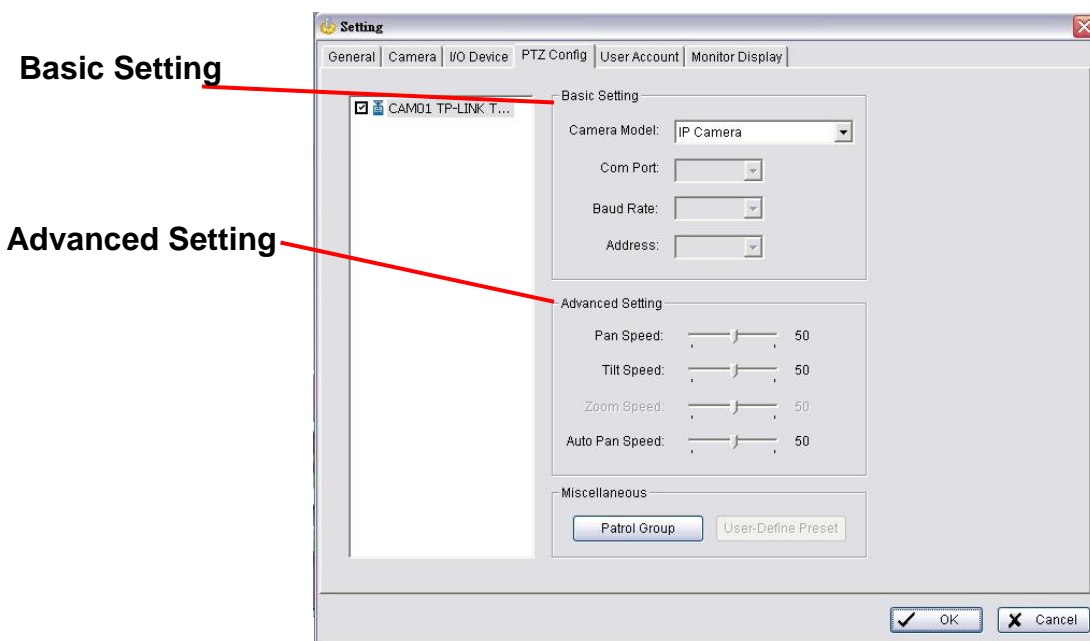 Setting
General Camera I/O Device PTZ Config User Account Monitor Display
Basic Setting
CAM01 TP-LINK T...
Basic Setting
Camera Model: IP Camera
Com Port:
Baud Rate:
Address:
Advanced Setting
Advanced Setting
Pan Speed: 50
Tilt Speed: 50
Zoom Speed: 50
Auto Pan Speed: 50
Miscellaneous
Patrol Group User-Define Preset
OK Cancel